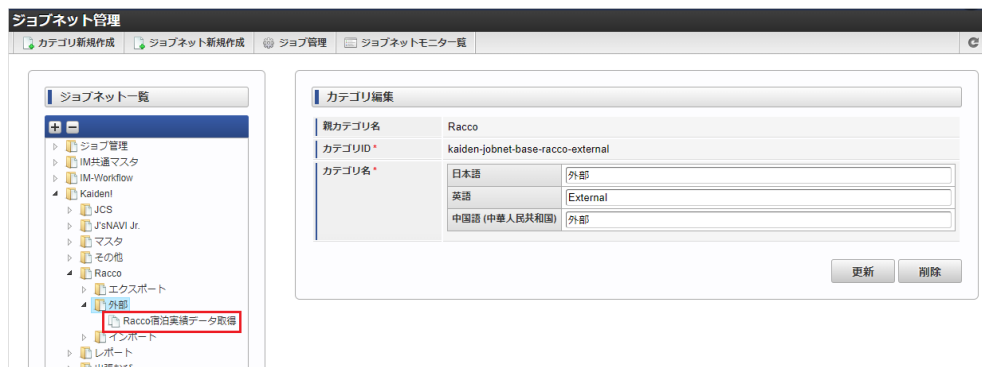 ジョブネット管理
カテゴリ新規作成 ジョブネット新規作成 ジョブ管理 ジョブネットモニター覧
ジョブネット一覧
ジョブ管理
IM共通マスタ
IM-Workflow
Kaiden!
JCS
J'sNAVI Jr.
マスタ
その他
Racco
エクスポート
外部
Racco宿泊実績データ取得
インポート
レポート
カテゴリ編集
親カテゴリ名 Racco
カテゴリID* kaiden-jobnet-base-racco-external
カテゴリ名* 日本語 外部
英語 External
中国語 (中華人民共和国) 外部
更新 削除